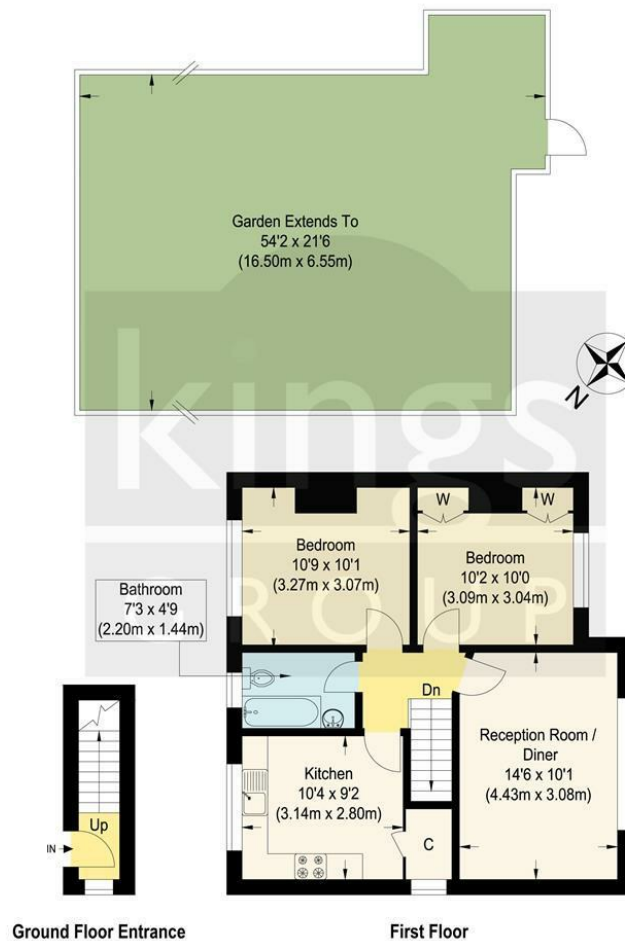 Garden Extends To
54'2 x 21'6
(16.50m x 6.55m)
kings
GROUP
N
W
W
Bedroom
10'9 x 10'1
(3.27m x 3.07m)
Bedroom
10'2 x 10'0
(3.09m x 3.04m)
Bathroom
7'3 x 4'9
(2.20m x 1.44m)
Dn
Reception Room /
Diner
14'6 x 10'1
(4.43m x 3.08m)
Kitchen
10'4 x 9'2
(3.14m x 2.80m)
C
Up
IN
Ground Floor Entrance
First Floor